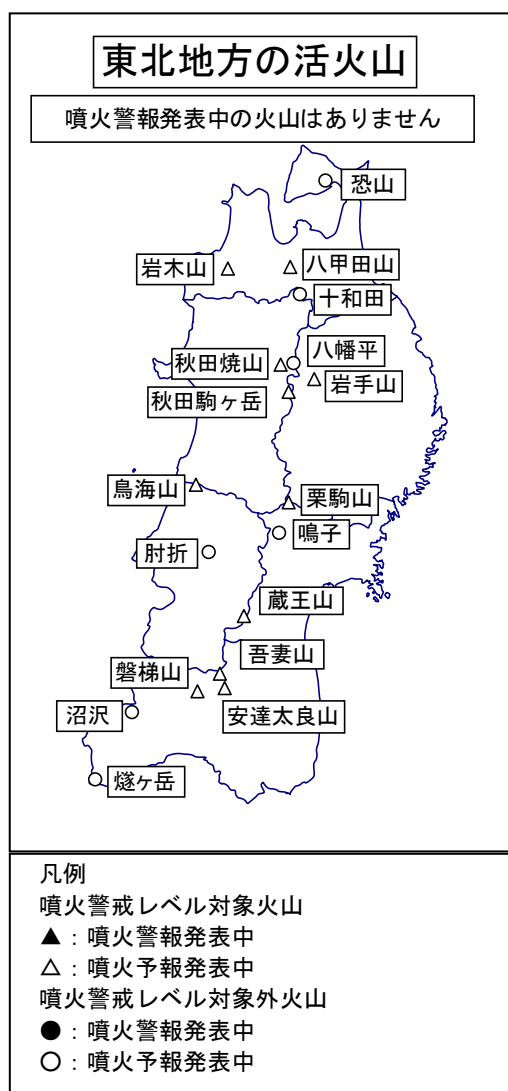 東北地方の活火山
噴火警報発表中の火山はありません
恐山
岩木山
八甲田山
十和田
八幡平
秋田焼山
岩手山
秋田駒ヶ岳
鳥海山
栗駒山
鳴子
肘折
蔵王山
吾妻山
磐梯山
沼沢
安達太良山
燧ヶ岳
凡例
噴火警戒レベル対象火山
▲：噴火警報発表中
△：噴火予報発表中
噴火警戒レベル対象外火山
●：噴火警報発表中
○：噴火予報発表中